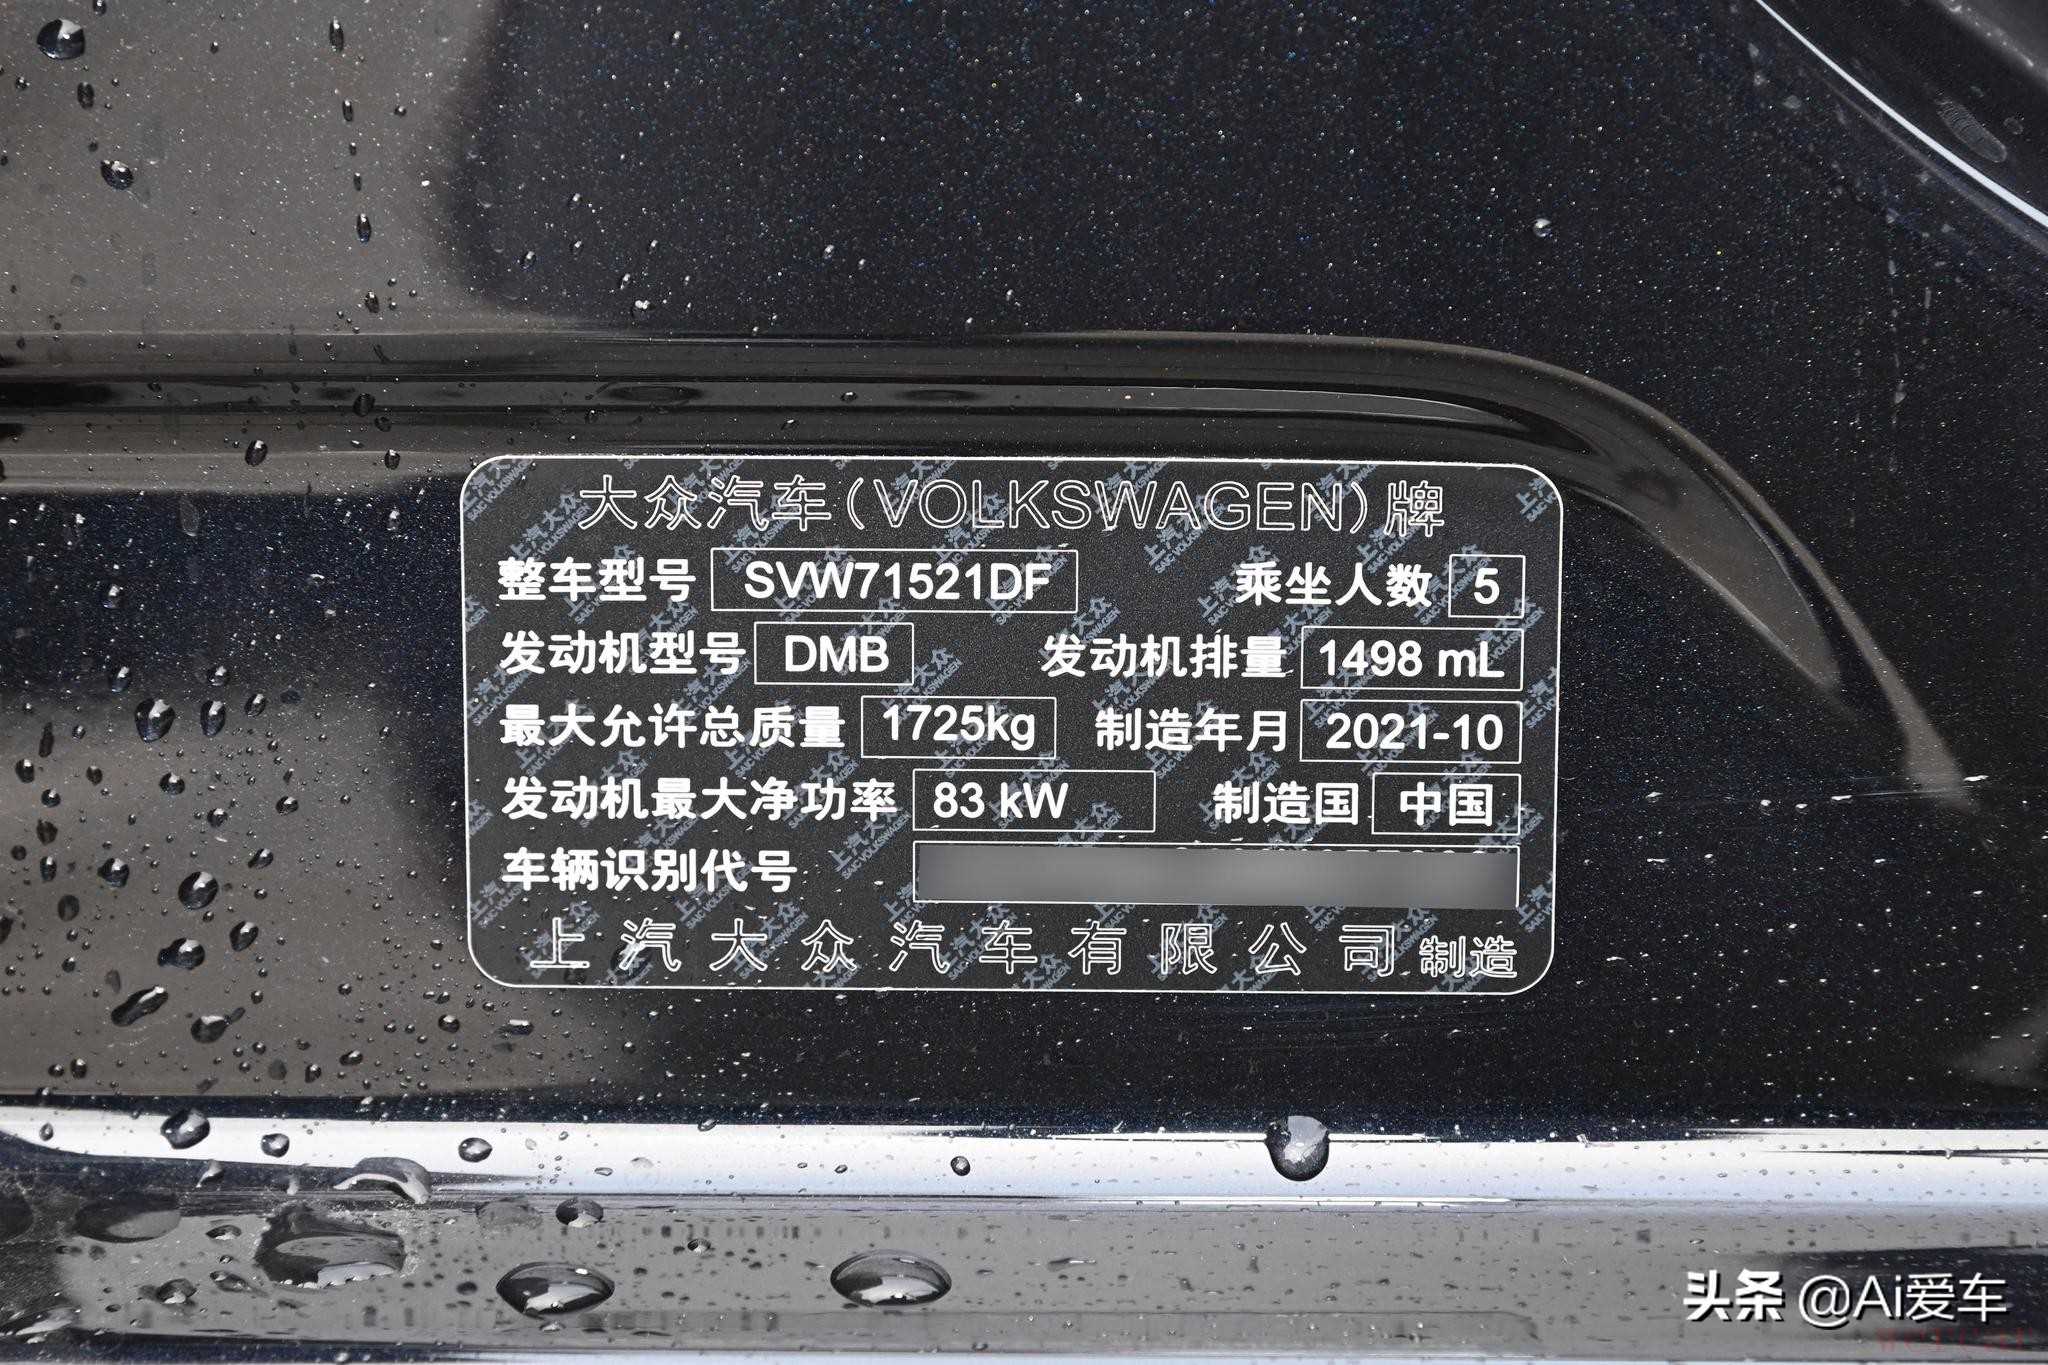 大众汽车(VOLKSWAGEN)牌
整车型号 SVW71521DF 乘坐人数 5
发动机型号 DMB 发动机排量 1498 mL
最大允许总质量 1725kg 制造年月 2021-10
发动机最大净功率 83 kW 制造国 中国
车辆识别代号
上汽大众汽车有限公司制造
头条 @Ai爱车